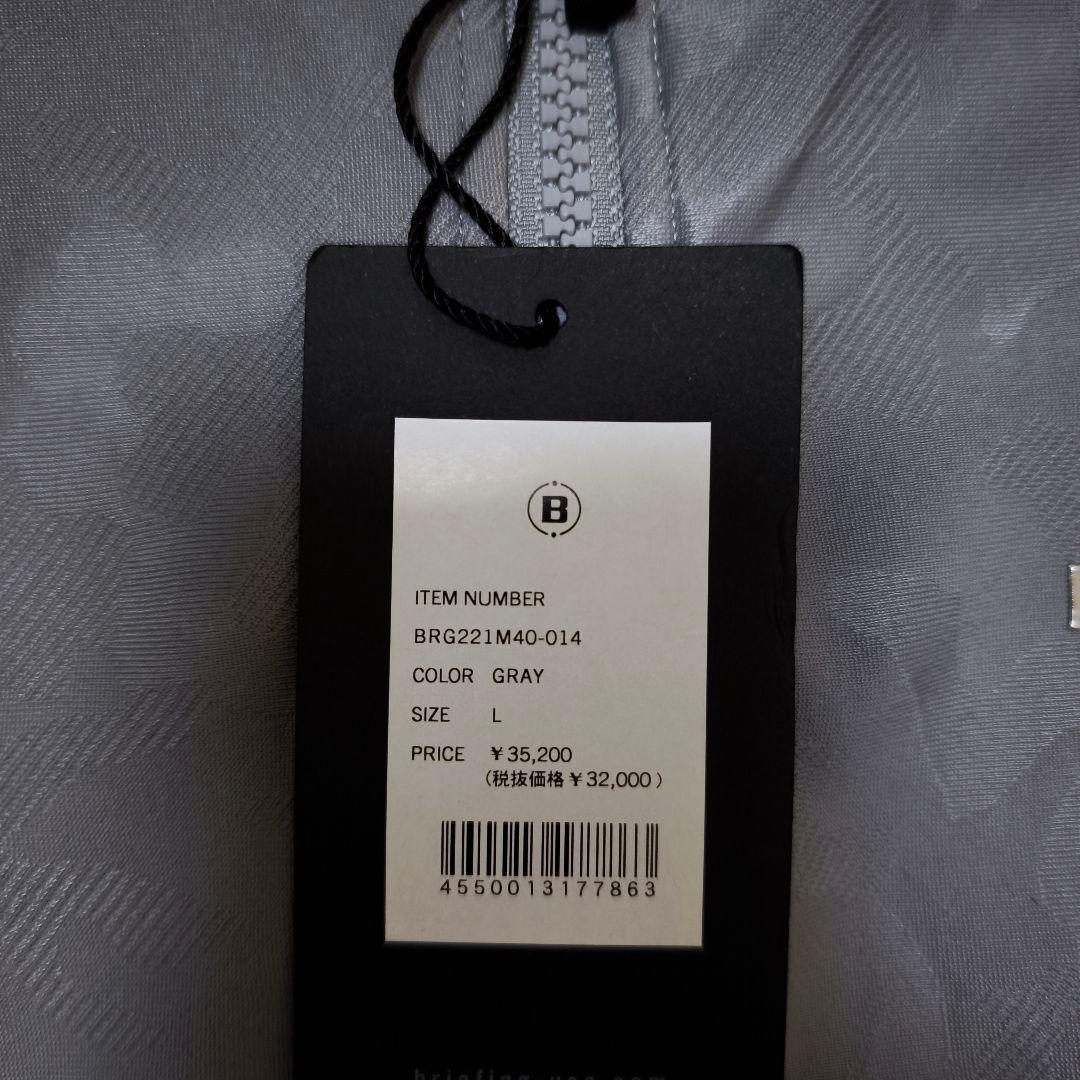 B
ITEM NUMBER
BRG221M40-014
COLOR GRAY
SIZE L
PRICE ¥35,200
(税抜価格¥32,000)
4550013177863